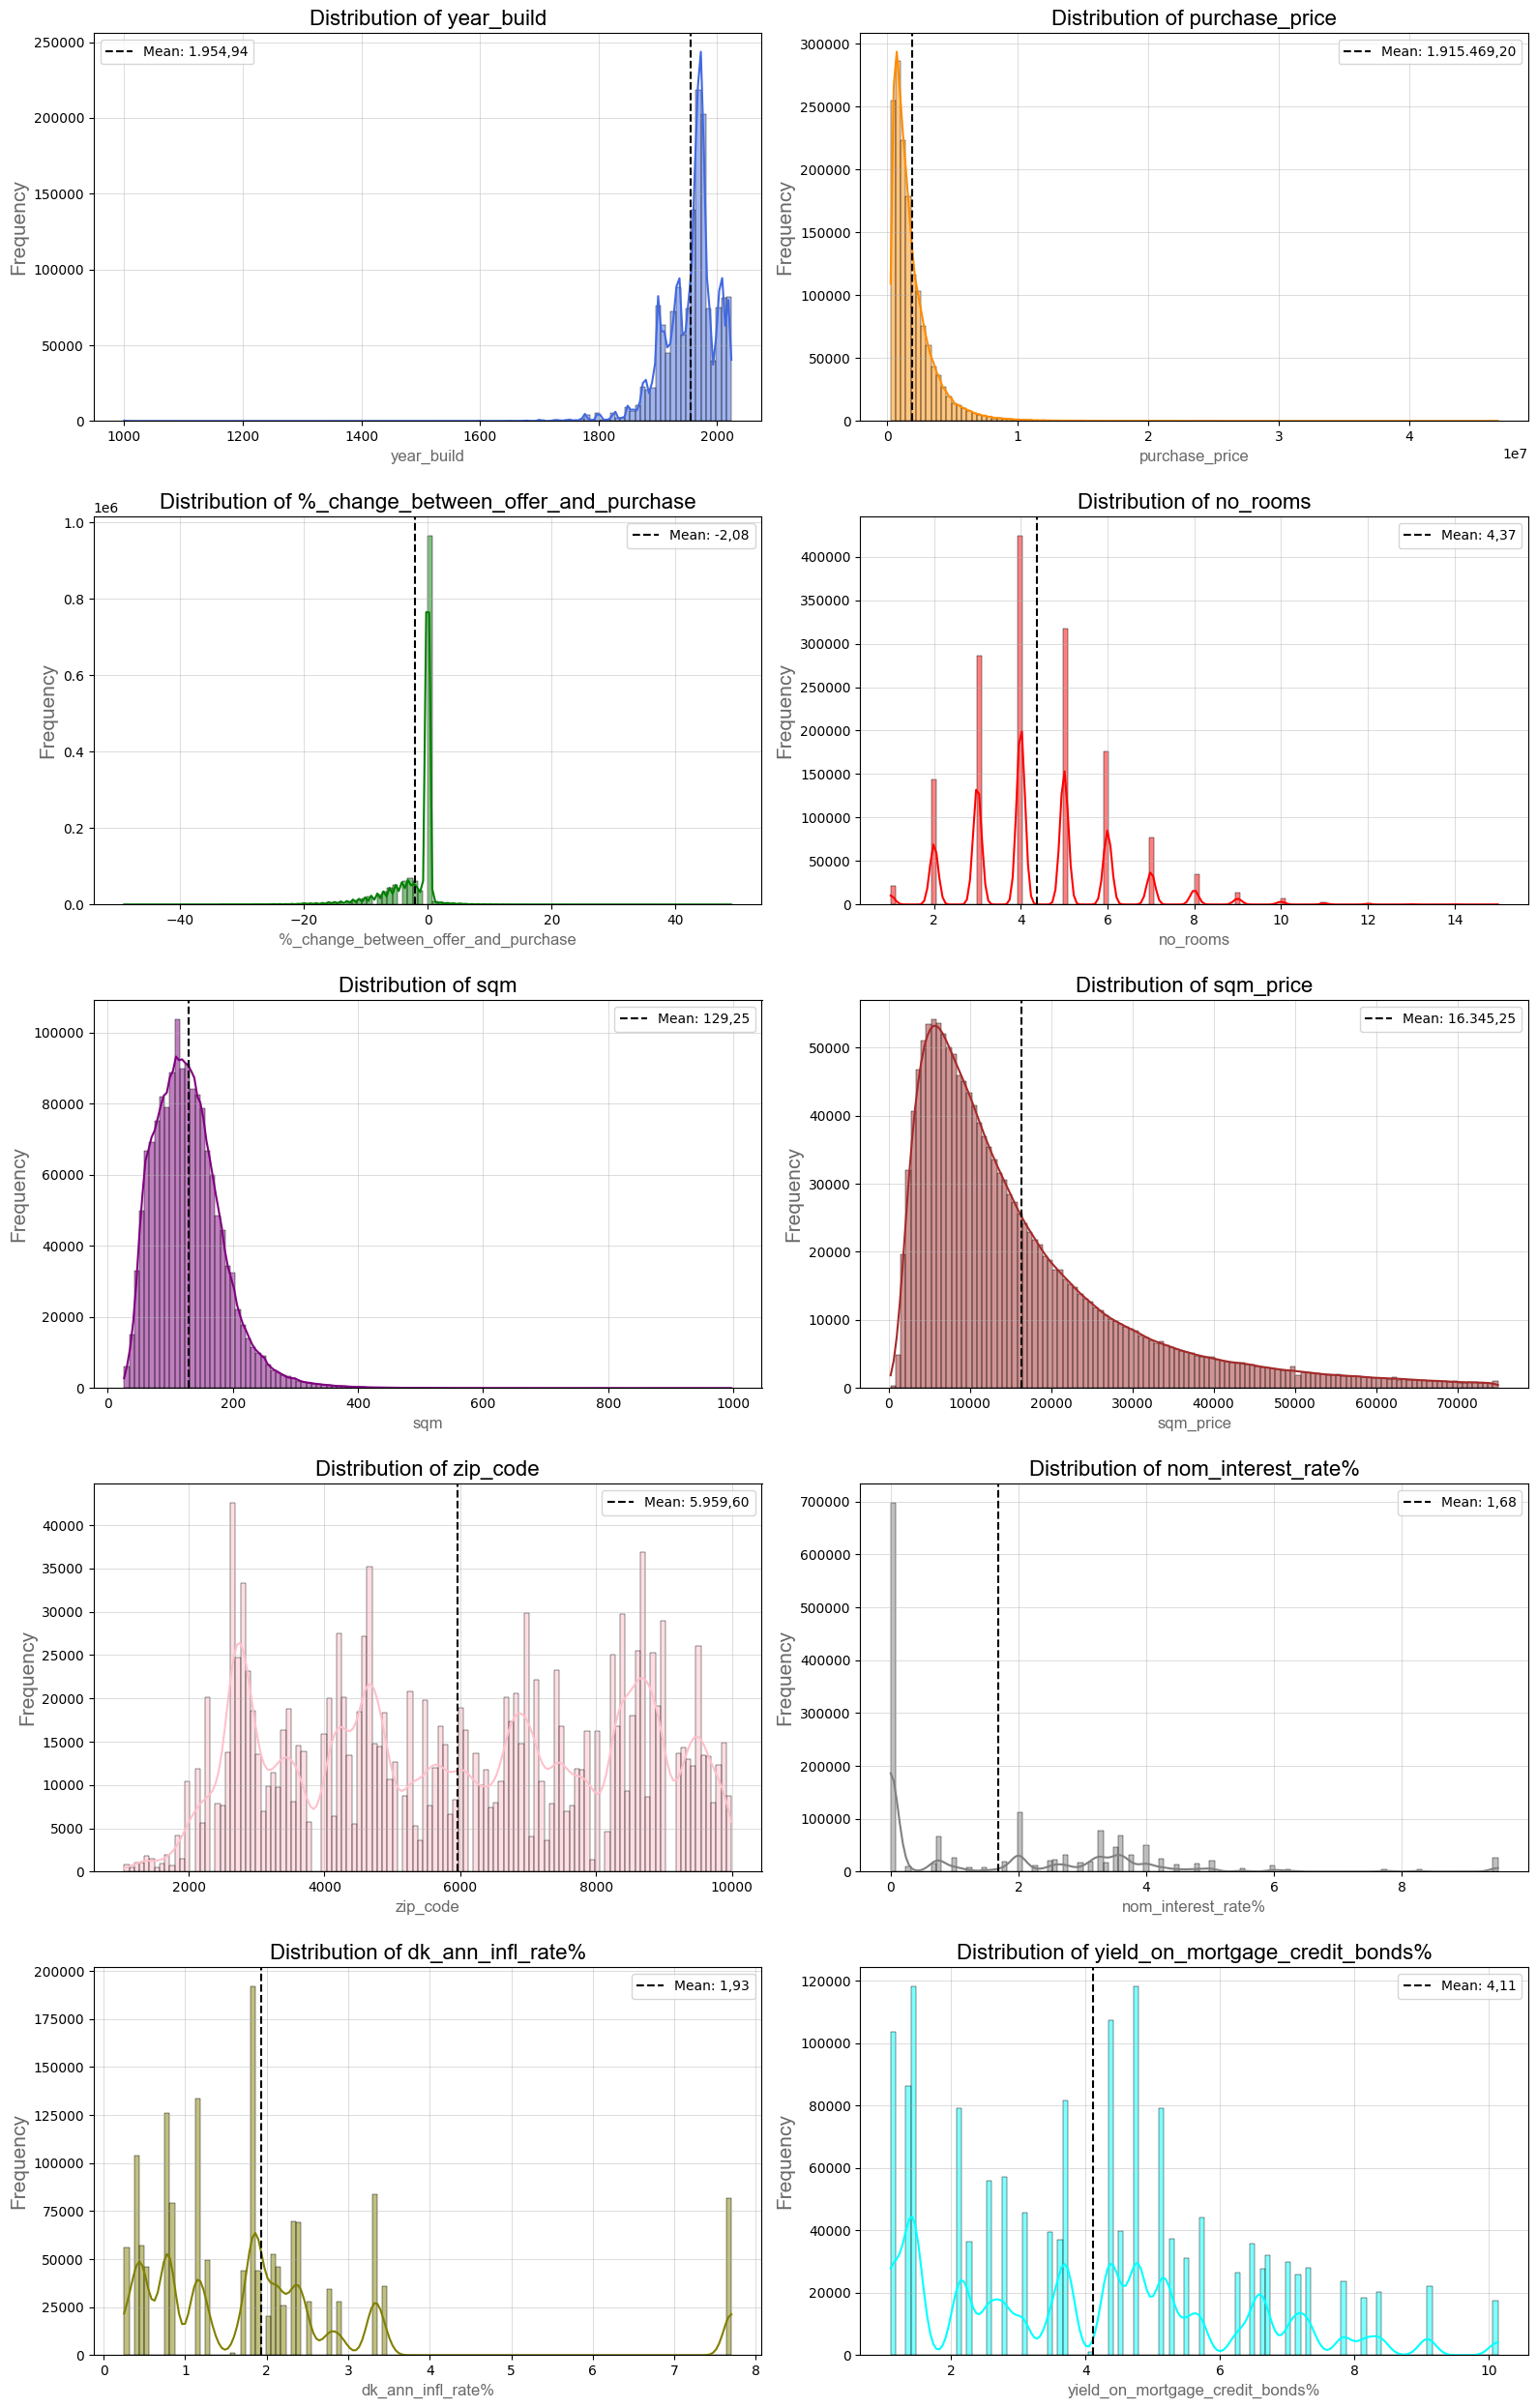 Distribution of year_build
Mean: 1.954,94
Frequency
250000
200000
150000
100000
50000
0
1000 1200 1400 1600 1800 2000
year_build
Distribution of purchase_price
Mean: 1.915.469,20
Frequency
300000
250000
200000
150000
100000
50000
0
0 1 2 3 4
1e7
purchase_price
Distribution of %_change_between_offer_and_purchase
1e6
Mean: -2,08
Frequency
1.0
0.8
0.6
0.4
0.2
0.0
−40 −20 0 20 40
%_change_between_offer_and_purchase
Distribution of no_rooms
Mean: 4,37
Frequency
400000
350000
300000
250000
200000
150000
100000
50000
0
2 4 6 8 10 12 14
no_rooms
Distribution of sqm
Mean: 129,25
Frequency
100000
80000
60000
40000
20000
0
0 200 400 600 800 1000
sqm
Distribution of sqm_price
Mean: 16.345,25
Frequency
50000
40000
30000
20000
10000
0
0 10000 20000 30000 40000 50000 60000 70000
sqm_price
Distribution of zip_code
Mean: 5.959,60
Frequency
40000
35000
30000
25000
20000
15000
10000
5000
0
2000 4000 6000 8000 10000
zip_code
Distribution of nom_interest_rate%
Mean: 1,68
Frequency
700000
600000
500000
400000
300000
200000
100000
0
0 2 4 6 8
nom_interest_rate%
Distribution of dk_ann_infl_rate%
Mean: 1,93
Frequency
200000
175000
150000
125000
100000
75000
50000
25000
0
0 1 2 3 4 5 6 7 8
dk_ann_infl_rate%
Distribution of yield_on_mortgage_credit_bonds%
Mean: 4,11
Frequency
120000
100000
80000
60000
40000
20000
0
2 4 6 8 10
yield_on_mortgage_credit_bonds%